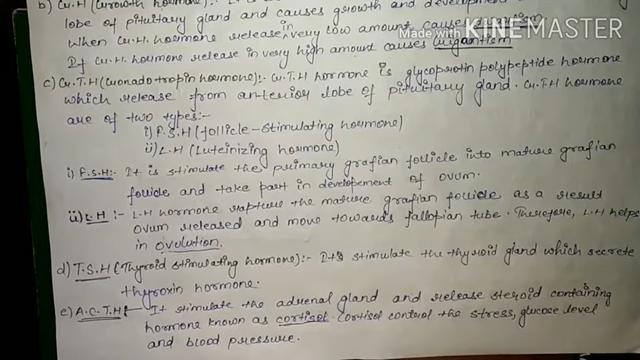 b) G.H (Growth hormone) :-
lobe of pituitary gland and causes growth and development
When G.H. hormone release in very low amount causes
If G.H. hormone release in very high amount causes gigantism
Made with KINEMASTER
c) G.T.H (Gonadotropin hormone) :- G.T.H hormone is glycoprotin polypeptide hormone
which release from anterior lobe of pituitary gland. G.T.H hormone
are of two types:-
i) F.S.H (follicle-stimulating hormone)
ii) L.H (Luteinizing hormone)
i) F.S.H:- It is stimulate the primary grafian follicle into mature grafian
follicle and take part in developement of ovum.
ii) L.H :- L.H hormone rapture the mature grafian follicle as a result
ovum released and move towards fallopian tube. Therefore, L.H helps
in ovulution.
d) T.S.H (Thyroid stimulating hormone) :- It is stimulate the thyroid gland which secrete
thyroxin hormone.
e) A.C.T.H:- It stimulate the adrenal gland and release steroid containing
hormone known as cortisol. Cortisol control the stress, glucose level
and blood pressure.